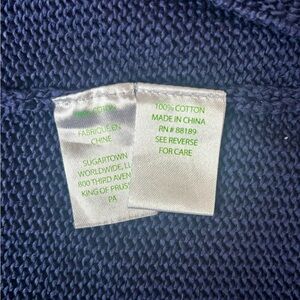 FABRIQUE EN
CHINE
SUGARTOWN
WORLDWIDE, LL
800 THIRD AVEN
KING OF PRUSS
PA
100% COTTON
MADE IN CHINA
RN # 88189
SEE REVERSE
FOR CARE